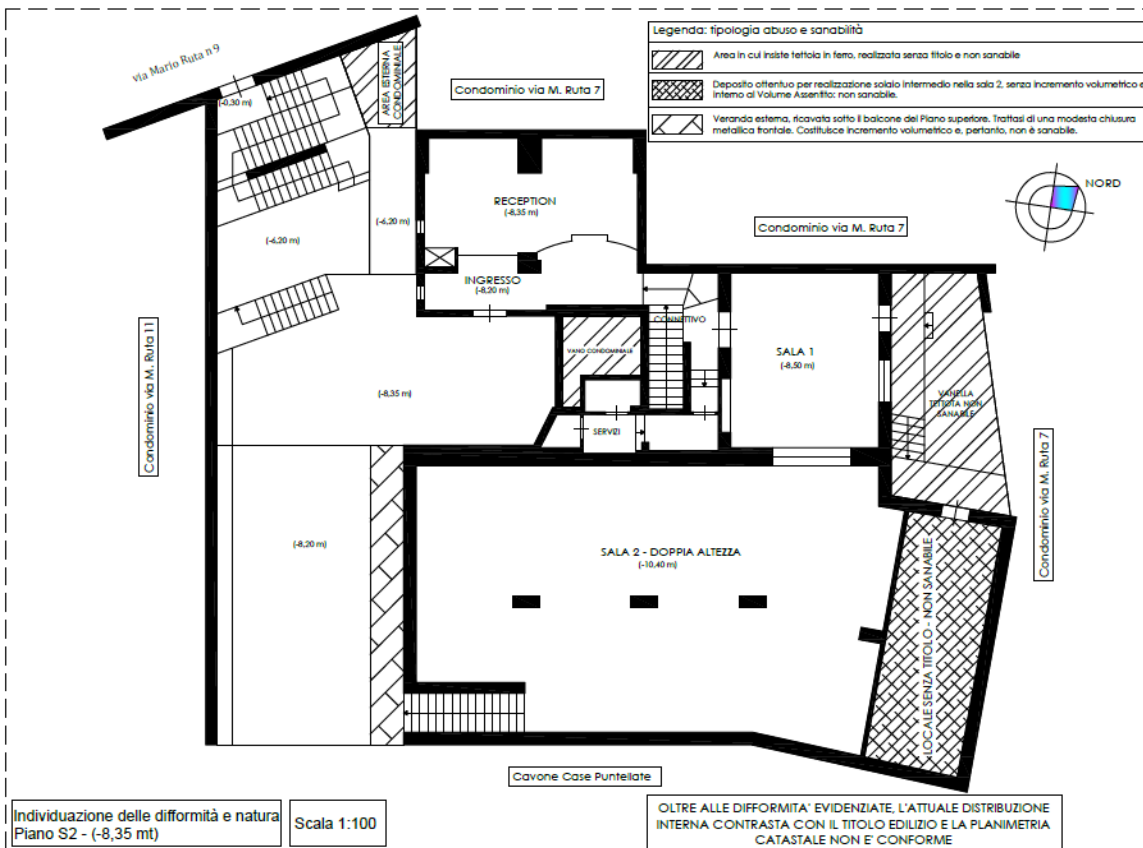 via Mario Ruta n 9
(-0,30 m)
AREA ESTERNA
CONDOMINIALE
Condominio via M. Ruta 7
Legenda: tipologia abuso e sanabilità
Area in cui insiste tettoia in ferro, realizzata senza titolo e non sanabile
Deposito ottentuo per realizzazione solaio intermedio nella sala 2, senza incremento volumetrico e
interno al Volume Assentito: non sanabile.
Veranda esterna, ricavata sotto il balcone del Piano superiore. Trattasi di una modesta chiusura
metallica frontale. Costituisce incremento volumetrico e, pertanto, non è sanabile.
NORD
RECEPTION
(-8,35 m)
(-6,20 m)
(-6,20 m)
Condominio via M. Ruta 7
INGRESSO
(-8,20 m)
CONNETTIVO
VANO CONDOMINIALE
SALA 1
(-8,50 m)
Condominio via M. Ruta 11
(-8,35 m)
VANELLA
TETTOTA NON
SANABILE
SERVIZI
Condominio via M. Ruta 7
(-8,20 m)
SALA 2 - DOPPIA ALTEZZA
(-10,40 m)
LOCALE SENZA TITOLO - NON SANABILE
Cavone Case Puntellate
Individuazione delle difformità e natura
Piano S2 - (-8,35 mt)
Scala 1:100
OLTRE ALLE DIFFORMITA' EVIDENZIATE, L'ATTUALE DISTRIBUZIONE
INTERNA CONTRASTA CON IL TITOLO EDILIZIO E LA PLANIMETRIA
CATASTALE NON E' CONFORME